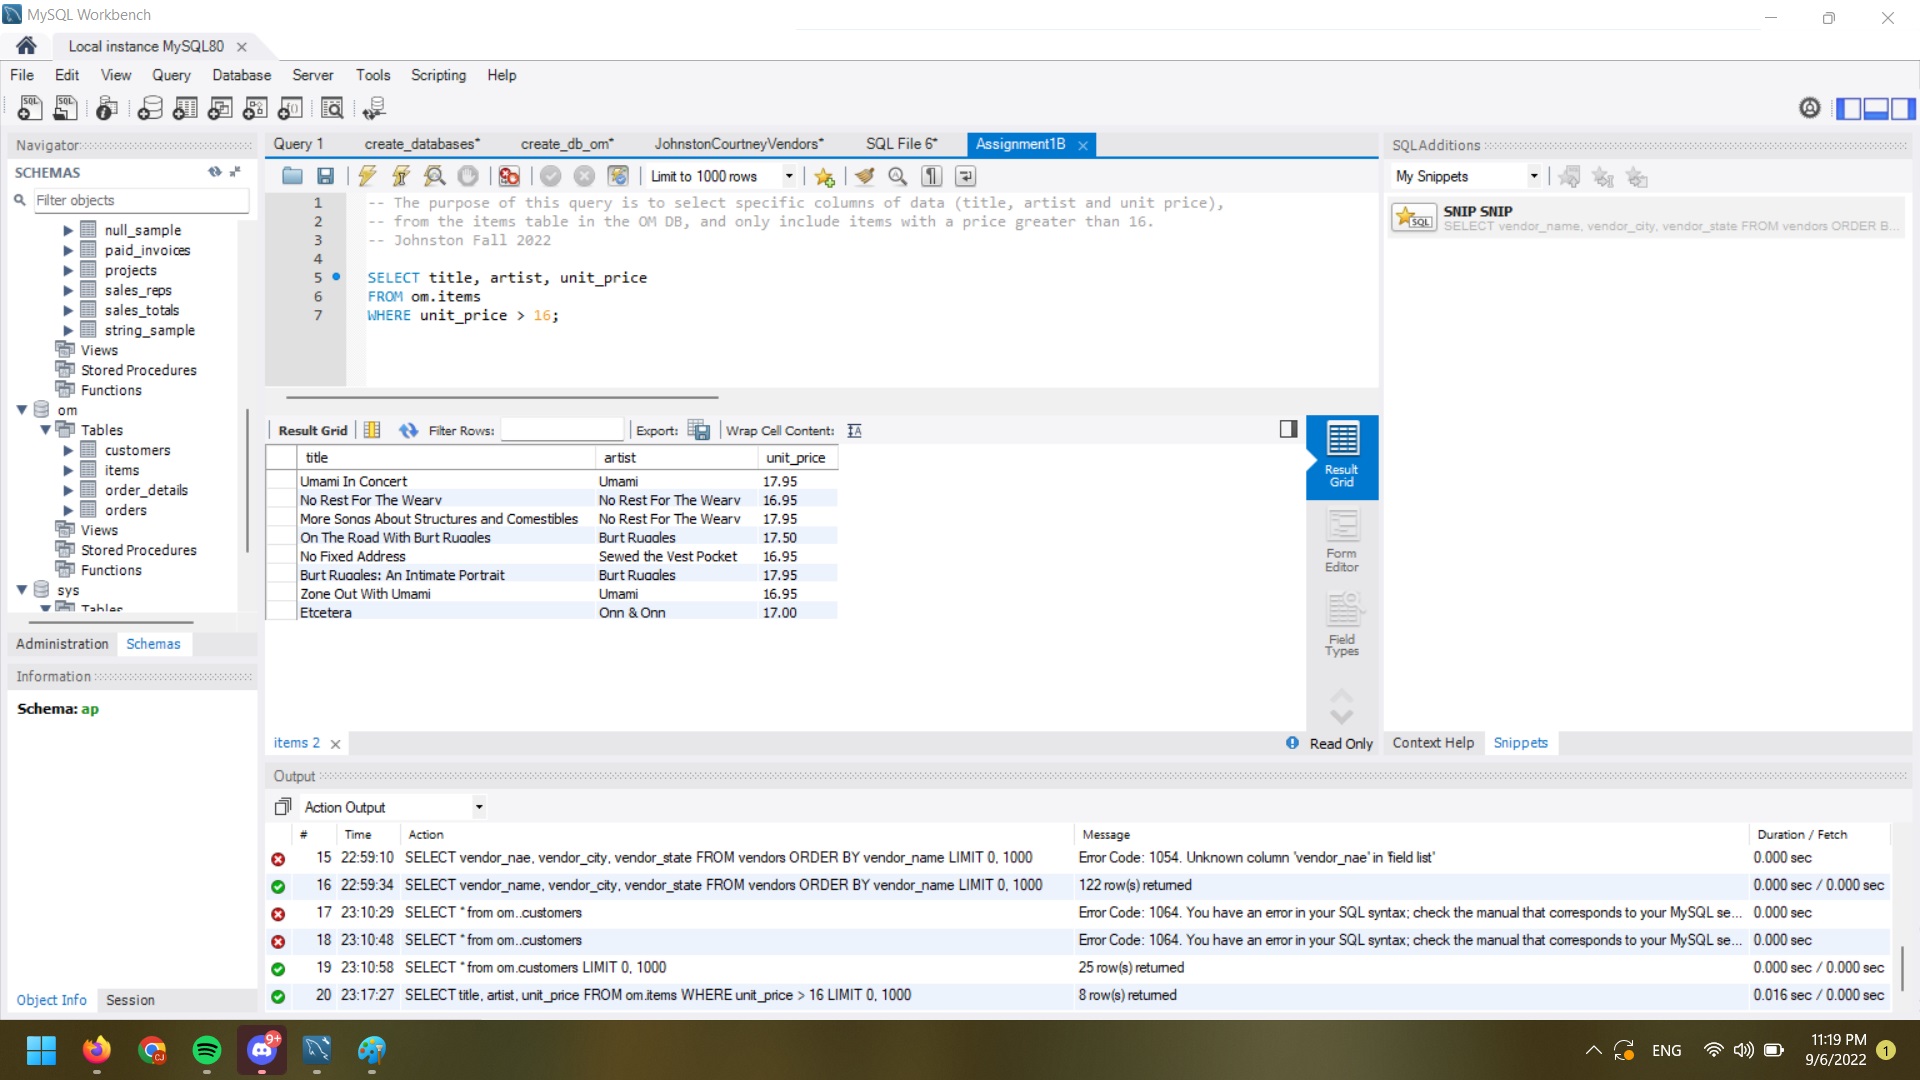 MySQL Workbench
Local instance MySQL80
File Edit View Query Database Server Tools Scripting Help
Navigator
SCHEMAS
Filter objects
null_sample
paid_invoices
projects
sales_reps
sales_totals
string_sample
Views
Stored Procedures
Functions
om
Tables
customers
items
order_details
orders
Views
Stored Procedures
Functions
sys
Tables
Administration Schemas
Information
Schema: ap
Object Info Session
Query 1 create_databases* create_db_om* JohnstonCourtneyVendors* SQL File 6* Assignment1B
Limit to 1000 rows
1 -- The purpose of this query is to select specific columns of data (title, artist and unit price),
2 -- from the items table in the OM DB, and only include items with a price greater than 16.
3 -- Johnston Fall 2022
4
5 SELECT title, artist, unit_price
6 FROM om.items
7 WHERE unit_price > 16;
Result Grid Filter Rows: Export: Wrap Cell Content:
title artist unit_price
Umami In Concert Umami 17.95
No Rest For The Weary No Rest For The Weary 16.95
More Songs About Structures and Comestibles No Rest For The Weary 17.95
On The Road With Burt Ruggles Burt Ruggles 17.50
No Fixed Address Sewed the Vest Pocket 16.95
Burt Ruggles: An Intimate Portrait Burt Ruggles 17.95
Zone Out With Umami Umami 16.95
Etcetera Onn & Onn 17.00
Result Grid
Form Editor
Field Types
items 2
Read Only
SQLAdditions
My Snippets
SQL
SNIP SNIP
SELECT vendor_name, vendor_city, vendor_state FROM vendors ORDER B...
Context Help Snippets
Output
Action Output
# Time Action Message Duration / Fetch
15 22:59:10 SELECT vendor_nae, vendor_city, vendor_state FROM vendors ORDER BY vendor_name LIMIT 0, 1000 Error Code: 1054. Unknown column 'vendor_nae' in 'field list' 0.000 sec
16 22:59:34 SELECT vendor_name, vendor_city, vendor_state FROM vendors ORDER BY vendor_name LIMIT 0, 1000 122 row(s) returned 0.000 sec / 0.000 sec
17 23:10:29 SELECT * from om..customers Error Code: 1064. You have an error in your SQL syntax; check the manual that corresponds to your MySQL se... 0.000 sec
18 23:10:48 SELECT * from om..customers Error Code: 1064. You have an error in your SQL syntax; check the manual that corresponds to your MySQL se... 0.000 sec
19 23:10:58 SELECT * from om.customers LIMIT 0, 1000 25 row(s) returned 0.000 sec / 0.000 sec
20 23:17:27 SELECT title, artist, unit_price FROM om.items WHERE unit_price > 16 LIMIT 0, 1000 8 row(s) returned 0.016 sec / 0.000 sec
CJ
9+
ENG
11:19 PM
9/6/2022
1